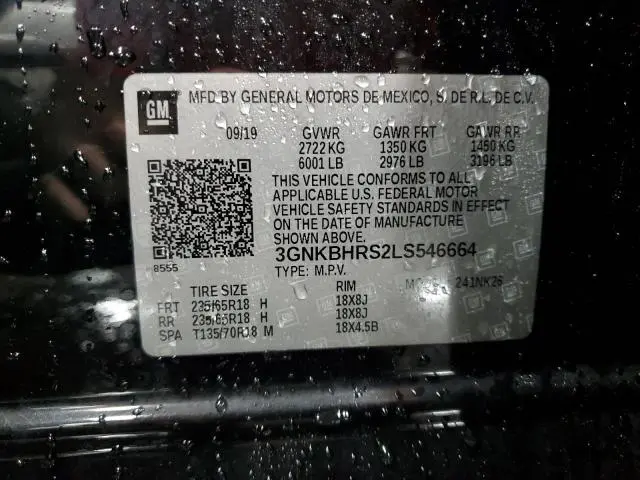 GM
MFD BY GENERAL MOTORS DE MEXICO, S. DE R.L. DE C.V.
09/19 GVWR GAWR FRT GAWR RR
2722 KG 1350 KG 1450 KG
6001 LB 2976 LB 3196 LB
THIS VEHICLE CONFORMS TO ALL
APPLICABLE U.S. FEDERAL MOTOR
VEHICLE SAFETY STANDARDS IN EFFECT
ON THE DATE OF MANUFACTURE
SHOWN ABOVE.
8555
3GNKBHRS2LS546664
TYPE: M.P.V.
TIRE SIZE RIM 241NK26
FRT 235/65R18 H 18X8J
RR 235/65R18 H 18X8J
SPA T135/70R18 M 18X4.5B